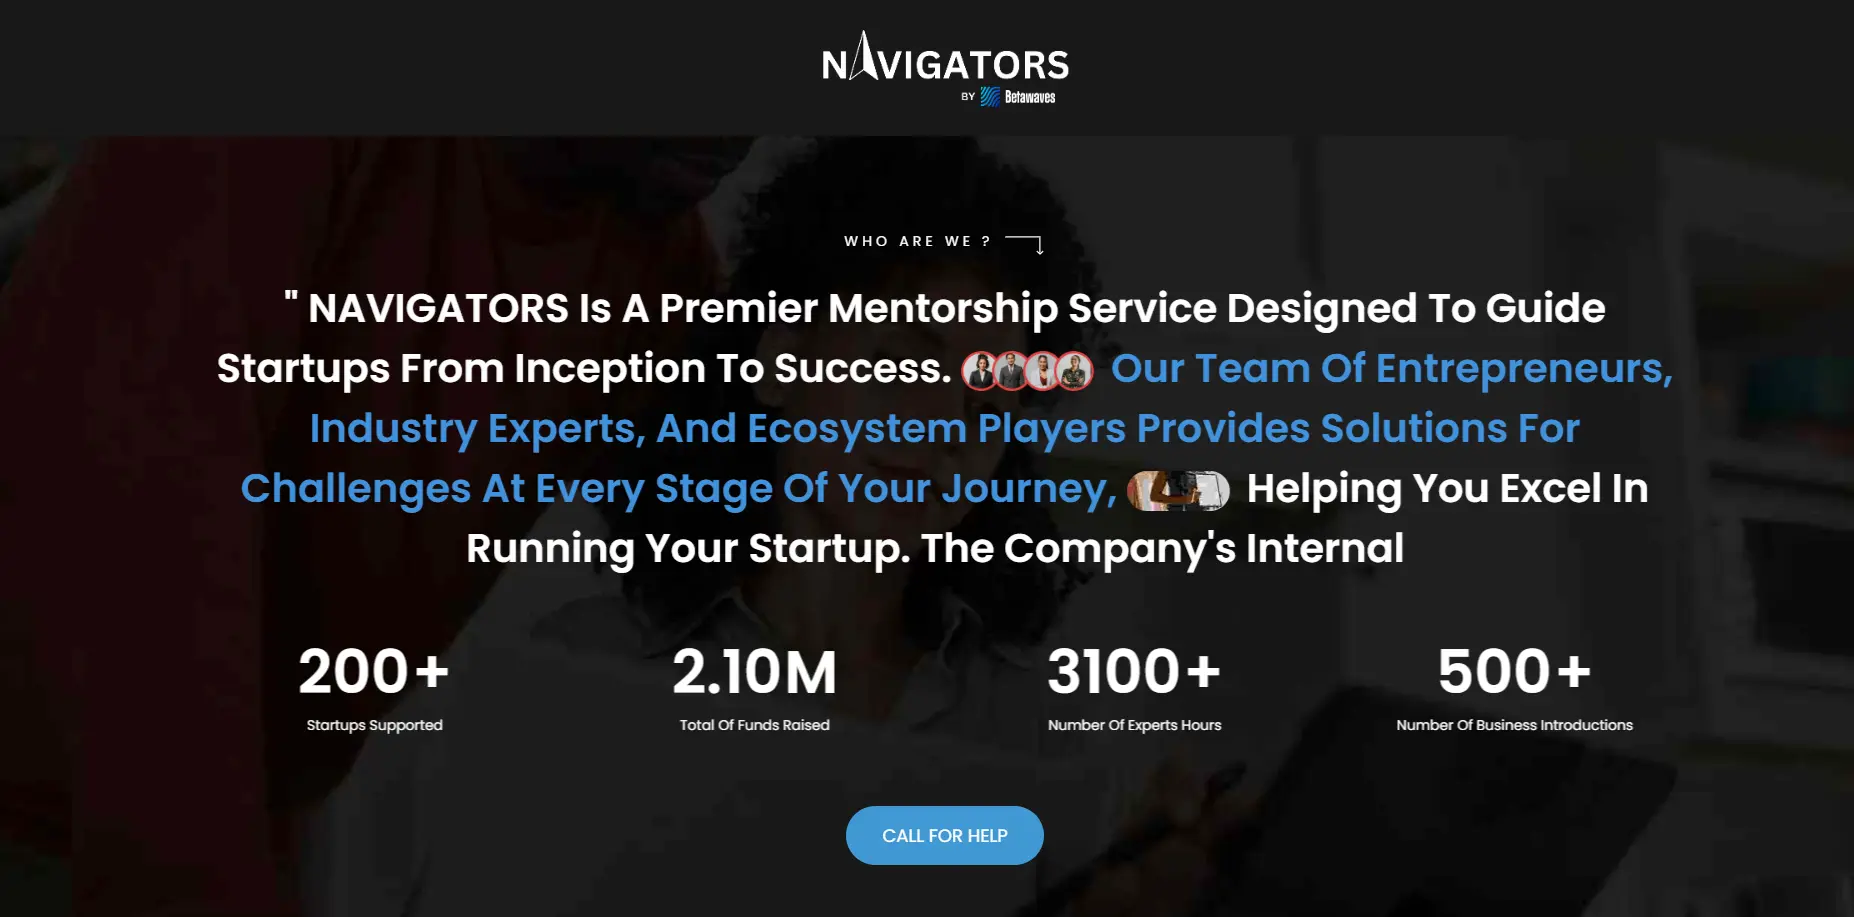 NAVIGATORS
BY Betawaves
WHO ARE WE ?
" NAVIGATORS Is A Premier Mentorship Service Designed To Guide
Startups From Inception To Success. Our Team Of Entrepreneurs,
Industry Experts, And Ecosystem Players Provides Solutions For
Challenges At Every Stage Of Your Journey, Helping You Excel In
Running Your Startup. The Company's Internal
200+ 2.10M 3100+ 500+
Startups Supported Total Of Funds Raised Number Of Experts Hours Number Of Business Introductions
CALL FOR HELP